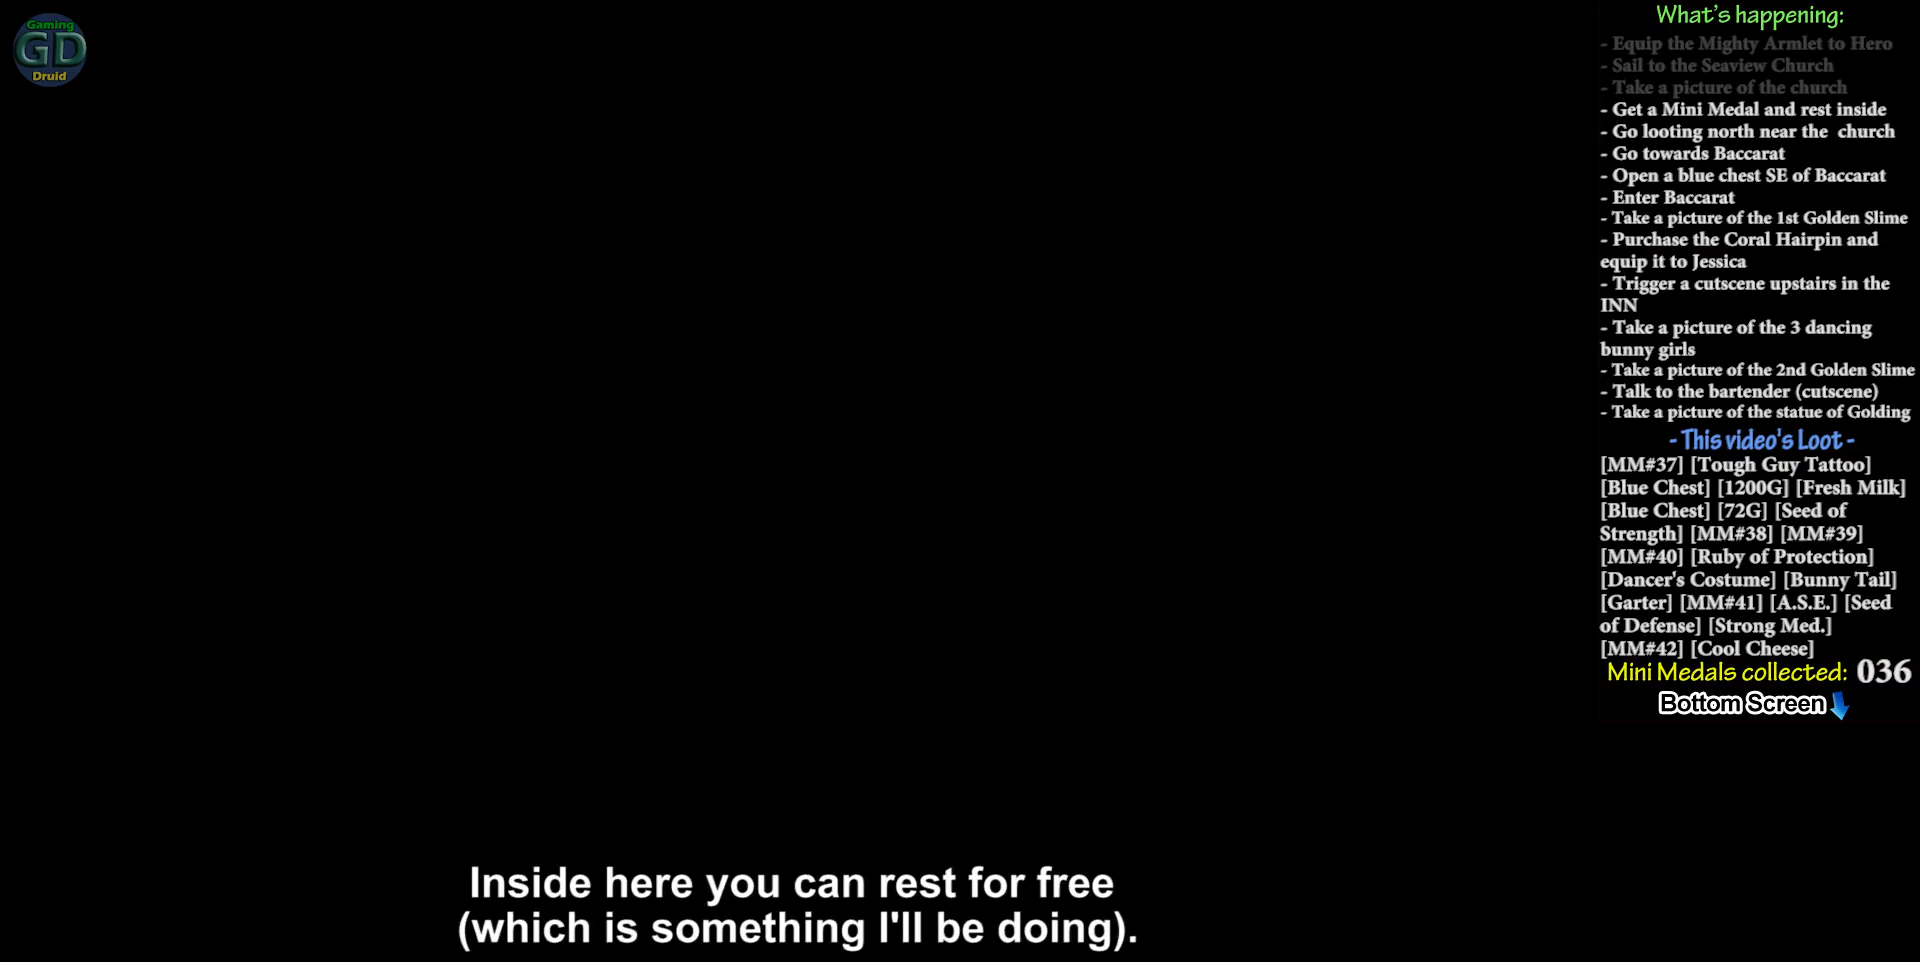 Gaming
GD
Druid
What's happening:
- Equip the Mighty Armlet to Hero
- Sail to the Seaview Church
- Take a picture of the church
- Get a Mini Medal and rest inside
- Go looting north near the  church
- Go towards Baccarat
- Open a blue chest SE of Baccarat
- Enter Baccarat
- Take a picture of the 1st Golden Slime
- Purchase the Coral Hairpin and
equip it to Jessica
- Trigger a cutscene upstairs in the
INN
- Take a picture of the 3 dancing
bunny girls
- Take a picture of the 2nd Golden Slime
- Talk to the bartender (cutscene)
- Take a picture of the statue of Golding
- This video's Loot -
[MM#37] [Tough Guy Tattoo]
[Blue Chest] [1200G] [Fresh Milk]
[Blue Chest] [72G] [Seed of
Strength] [MM#38] [MM#39]
[MM#40] [Ruby of Protection]
[Dancer's Costume] [Bunny Tail]
[Garter] [MM#41] [A.S.E.] [Seed
of Defense] [Strong Med.]
[MM#42] [Cool Cheese]
Mini Medals collected: 036
Bottom Screen
Inside here you can rest for free
(which is something I'll be doing).